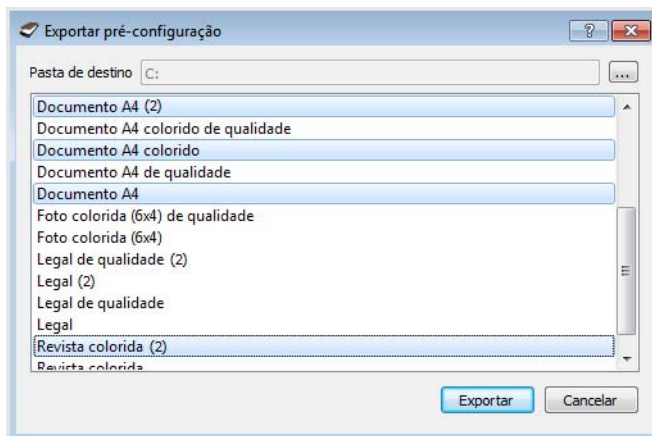 Exportar pré-configuração
Pasta de destino C: ...
Documento A4 (2)
Documento A4 colorido de qualidade
Documento A4 colorido
Documento A4 de qualidade
Documento A4
Foto colorida (6x4) de qualidade
Foto colorida (6x4)
Legal de qualidade (2)
Legal (2)
Legal de qualidade
Legal
Revista colorida (2)
Revista colorida
Exportar Cancelar